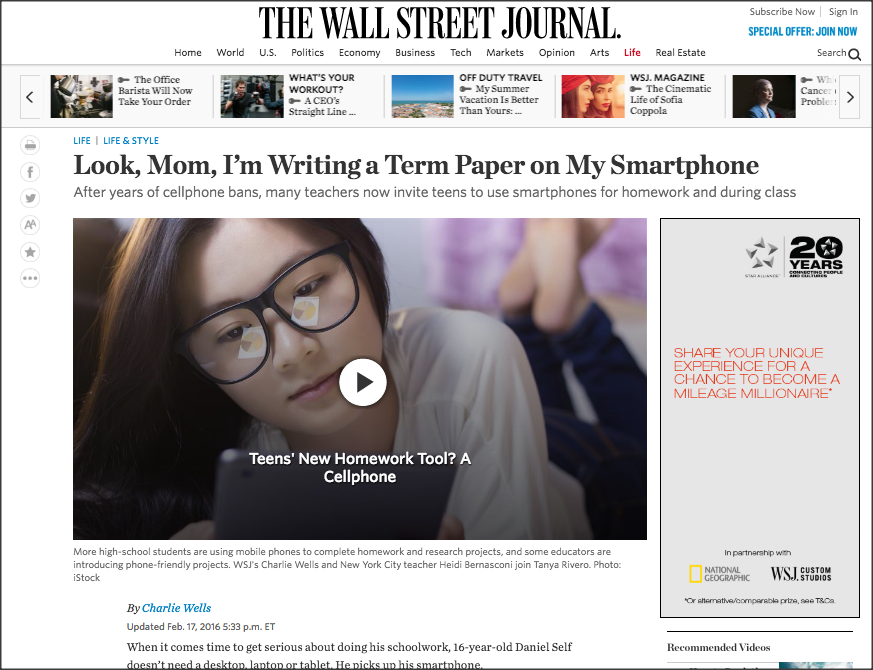 THE WALL STREET JOURNAL.
Subscribe Now | Sign In
SPECIAL OFFER: JOIN NOW
Home World U.S. Politics Economy Business Tech Markets Opinion Arts Life Real Estate
Search
The Office
Barista Will Now
Take Your Order
WHAT'S YOUR
WORKOUT?
A CEO's
Straight Line ...
OFF DUTY TRAVEL
My Summer
Vacation Is Better
Than Yours: ...
WSJ. MAGAZINE
The Cinematic
Life of Sofia
Coppola
Cancer
LIFE | LIFE & STYLE
Look, Mom, I'm Writing a Term Paper on My Smartphone
After years of cellphone bans, many teachers now invite teens to use smartphones for homework and during class
AA
Teens' New Homework Tool? A
Cellphone
More high-school students are using mobile phones to complete homework and research projects, and some educators are
introducing phone-friendly projects. WSJ's Charlie Wells and New York City teacher Heidi Bernasconi join Tanya Rivero. Photo:
iStock
By Charlie Wells
Updated Feb. 17, 2016 5:33 p.m. ET
When it comes time to get serious about doing his schoolwork, 16-year-old Daniel Self
doesn't need a desktop, laptop or tablet. He picks up his smartphone.
STAR ALLIANCE
20
YEARS
CONNECTING PEOPLE
AND CULTURES
SHARE YOUR UNIQUE
EXPERIENCE FOR A
CHANCE TO BECOME A
MILEAGE MILLIONAIRE*
In partnership with
NATIONAL
GEOGRAPHIC
WSJ. CUSTOM
STUDIOS
*Or alternative/comparable prize, see T&Cs.
Recommended Videos